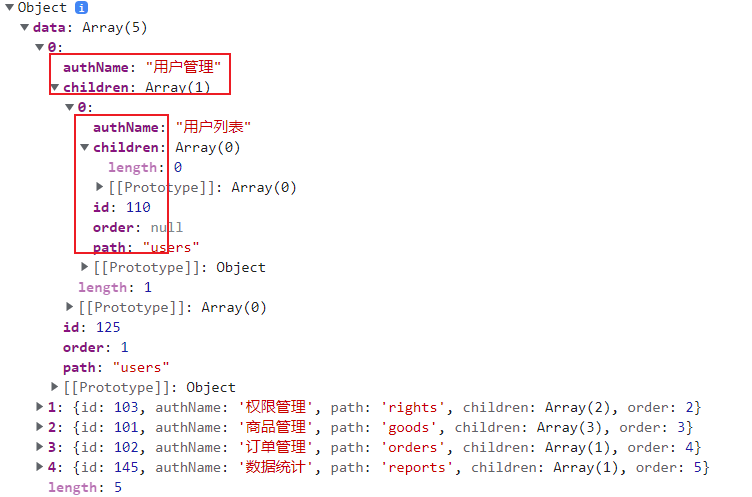 Object i
data: Array(5)
0:
authName: "用户管理"
children: Array(1)
0:
authName: "用户列表"
children: Array(0)
length: 0
[[Prototype]]: Array(0)
id: 110
order: null
path: "users"
[[Prototype]]: Object
length: 1
[[Prototype]]: Array(0)
id: 125
order: 1
path: "users"
[[Prototype]]: Object
1: {id: 103, authName: '权限管理', path: 'rights', children: Array(2), order: 2}
2: {id: 101, authName: '商品管理', path: 'goods', children: Array(3), order: 3}
3: {id: 102, authName: '订单管理', path: 'orders', children: Array(1), order: 4}
4: {id: 145, authName: '数据统计', path: 'reports', children: Array(1), order: 5}
length: 5